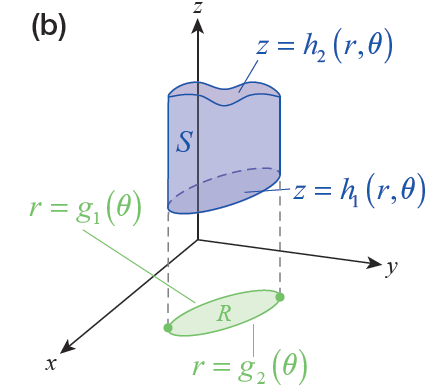 (b)
z
z = h₂(r,θ)
S
z = h₁(r,θ)
r = g₁(θ)
y
R
x
r = g₂(θ)